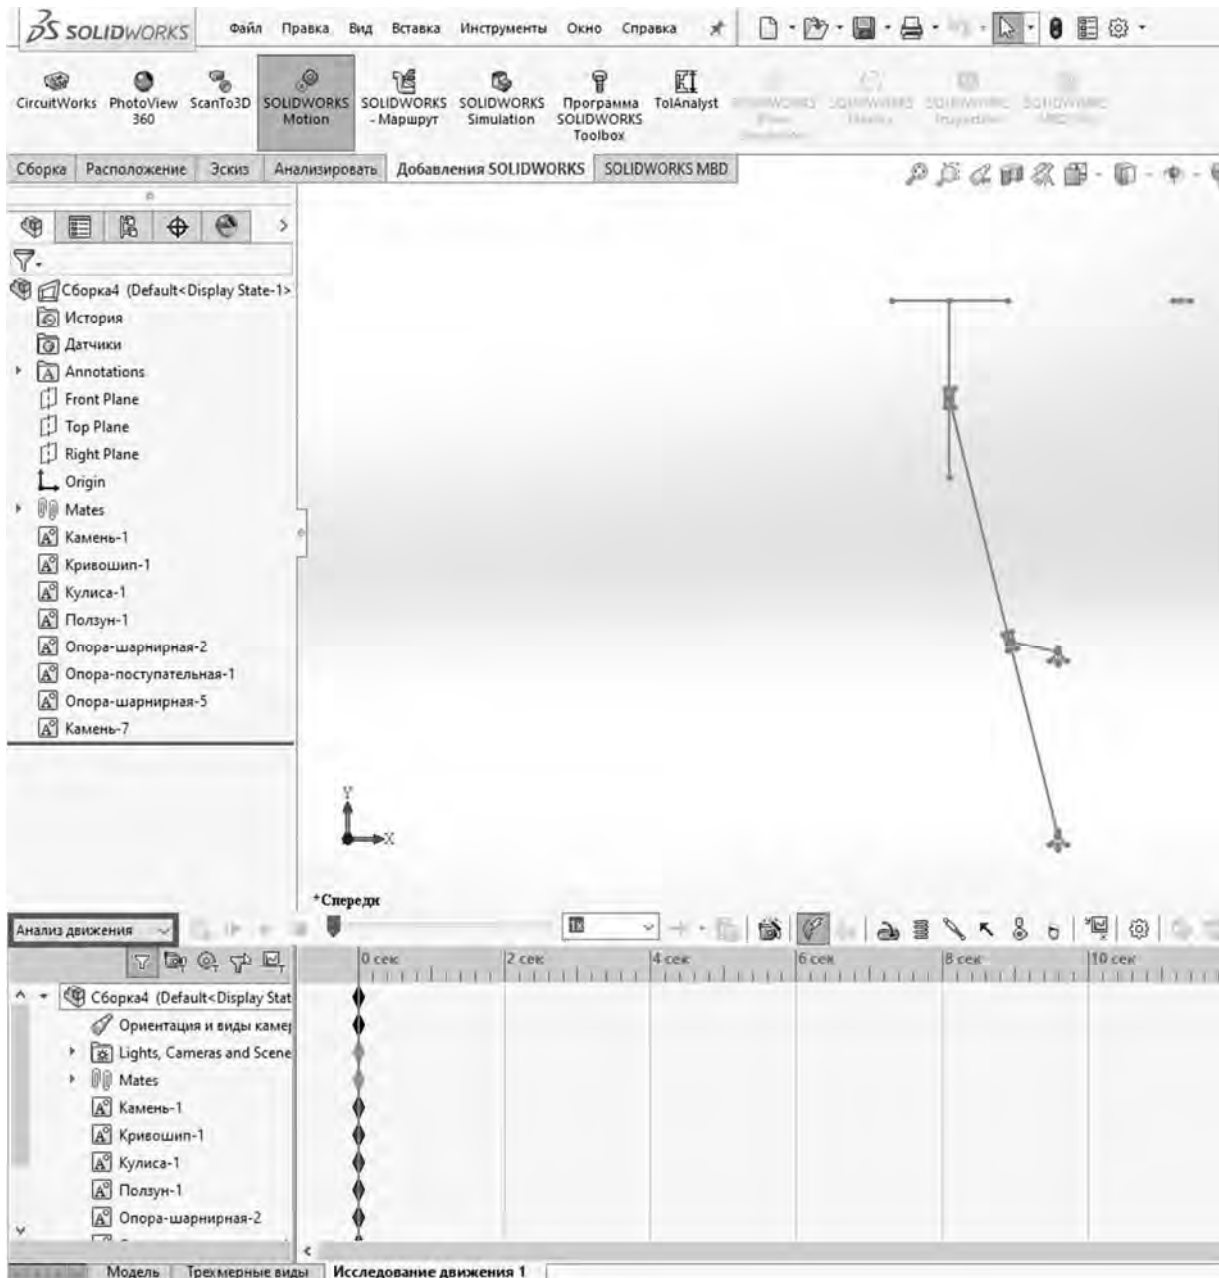 SOLIDWORKS Файл Правка Вид Вставка Инструменты Окно Справка
CircuitWorks PhotoView 360 ScanTo3D SOLIDWORKS Motion SOLIDWORKS - Маршрут SOLIDWORKS Simulation Программа SOLIDWORKS Toolbox TolAnalyst
Сборка Расположение Эскиз Анализировать Добавления SOLIDWORKS SOLIDWORKS MBD
Сборка4 (Default<Display State-1>
История
Датчики
Annotations
Front Plane
Top Plane
Right Plane
Origin
Mates
Камень-1
Кривошип-1
Кулиса-1
Ползун-1
Опора-шарнирная-2
Опора-поступательная-1
Опора-шарнирная-5
Камень-7
Y
X
*Спереди
Анализ движения
0 сек 2 сек 4 сек 6 сек 8 сек 10 сек
Сборка4 (Default<Display Stat
Ориентация и виды камер
Lights, Cameras and Scene
Mates
Камень-1
Кривошип-1
Кулиса-1
Ползун-1
Опора-шарнирная-2
Модель Трехмерные виды Исследование движения 1